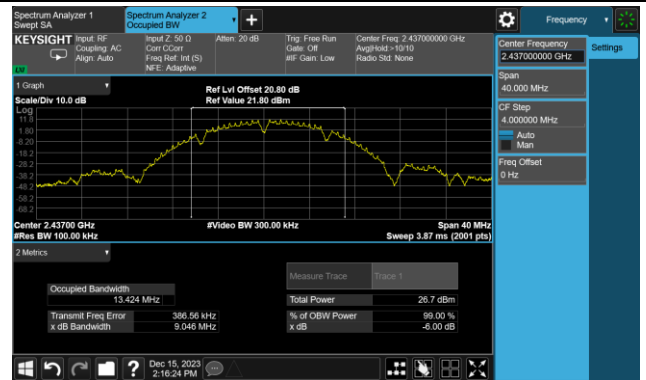 Spectrum Analyzer 1
Swept SA
Spectrum Analyzer 2
Occupied BW
Frequency
KEYSIGHT
Input: RF
Coupling: AC
Align: Auto
Input Z: 50 Ω
Corr CCorr
Freq Ref: Int (S)
NFE: Adaptive
Atten: 20 dB
Trig: Free Run
Gate: Off
#IF Gain: Low
Center Freq: 2.437000000 GHz
Avg|Hold:>10/10
Radio Std: None
Center Frequency
2.437000000 GHz
Settings
Span
40.000 MHz
CF Step
4.000000 MHz
Auto
Man
Freq Offset
0 Hz
1 Graph
Scale/Div 10.0 dB
Ref Lvl Offset 20.80 dB
Ref Value 21.80 dBm
Log
11.8
1.80
-8.20
-18.2
-28.2
-38.2
-48.2
-58.2
-68.2
Center 2.43700 GHz
#Video BW 300.00 kHz
Span 40 MHz
#Res BW 100.00 kHz
Sweep 3.87 ms (2001 pts)
2 Metrics
Measure Trace
Trace 1
Occupied Bandwidth
13.424 MHz
Total Power
26.7 dBm
Transmit Freq Error
386.56 kHz
% of OBW Power
99.00 %
x dB Bandwidth
9.046 MHz
x dB
-6.00 dB
Dec 15, 2023
2:16:24 PM